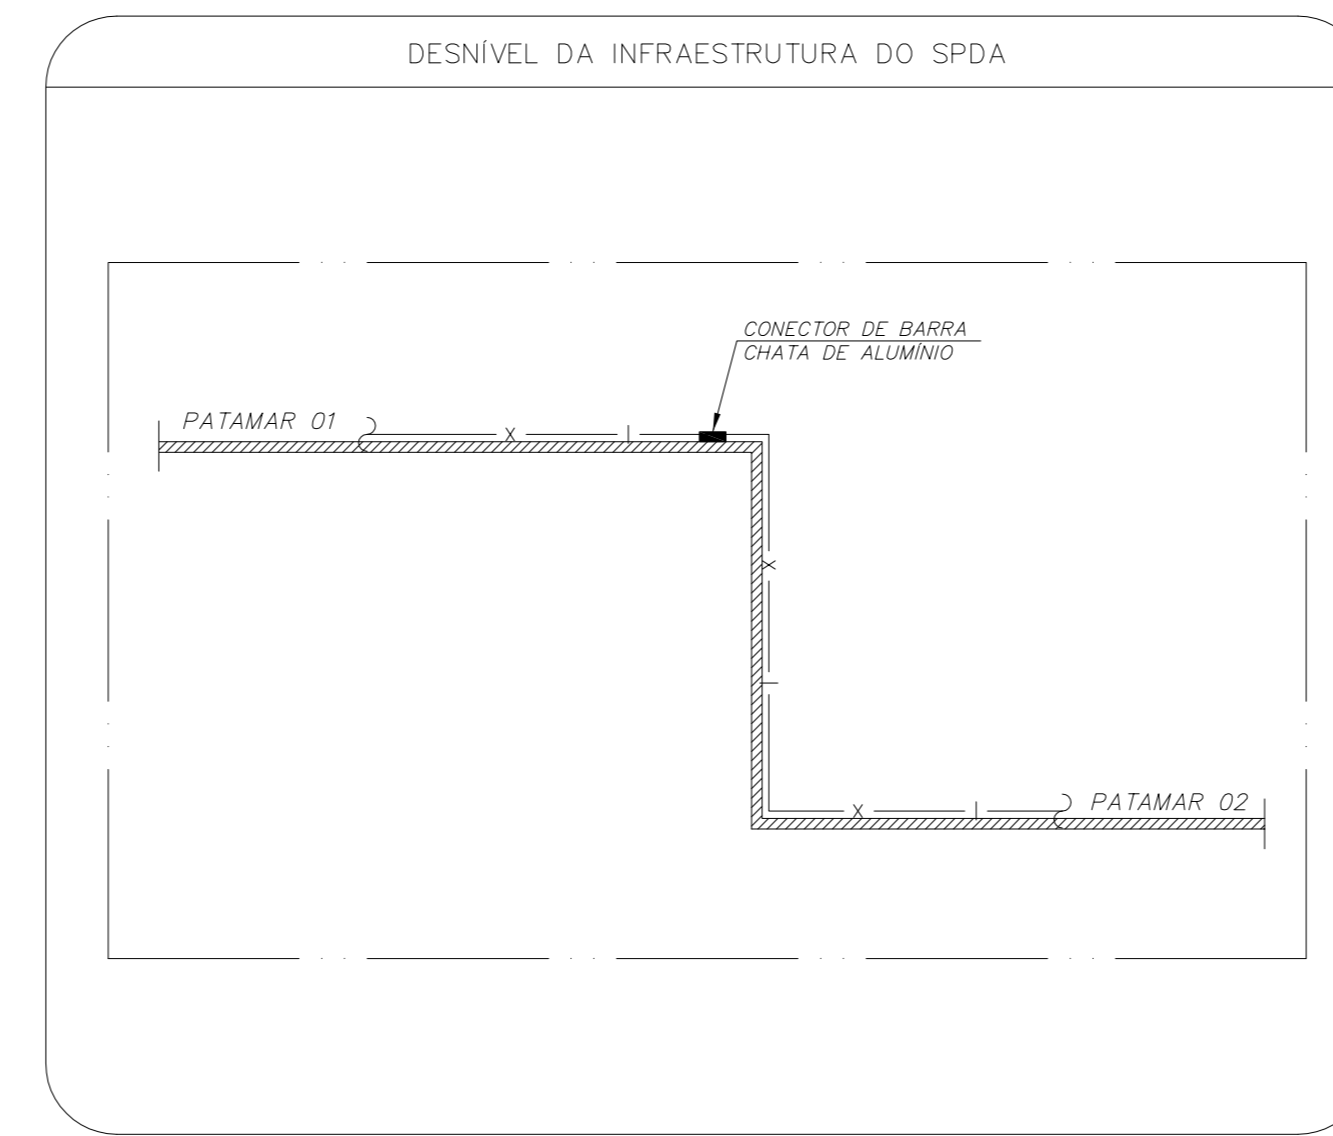 DESNÍVEL DA INFRAESTRUTURA DO SPDA
CONECTOR DE BARRA
CHATA DE ALUMÍNIO
PATAMAR 01
X
X
X
PATAMAR 02